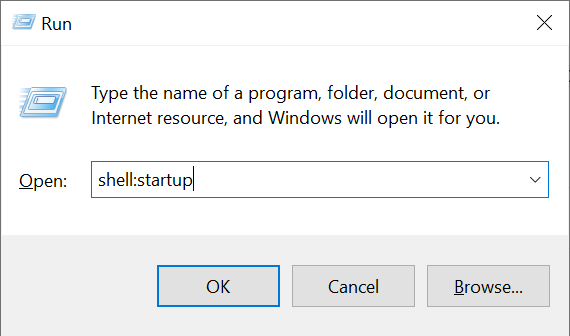 Run
Type the name of a program, folder, document, or
Internet resource, and Windows will open it for you.
Open: shell:startup
OK Cancel Browse...